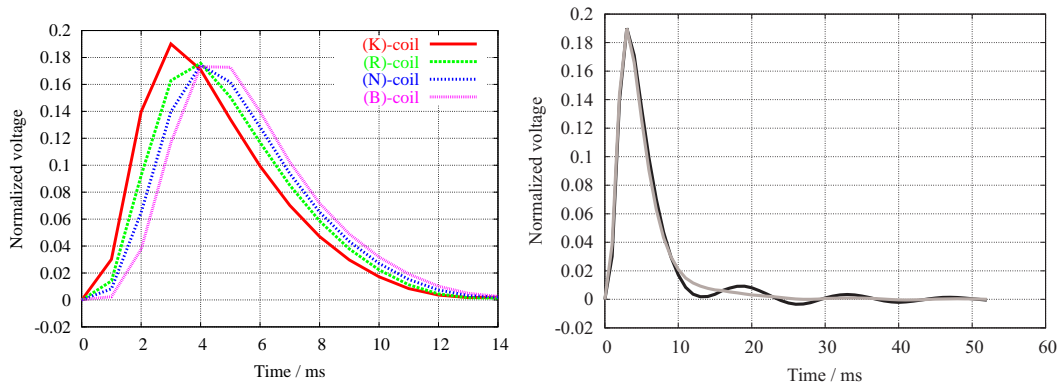 Normalized voltage
0.2
0.18
0.16
0.14
0.12
0.1
0.08
0.06
0.04
0.02
0
-0.02
(K)-coil
(R)-coil
(N)-coil
(B)-coil
0 2 4 6 8 10 12 14
Time / ms
Normalized voltage
0.2
0.18
0.16
0.14
0.12
0.1
0.08
0.06
0.04
0.02
0
-0.02
0 10 20 30 40 50 60
Time / ms